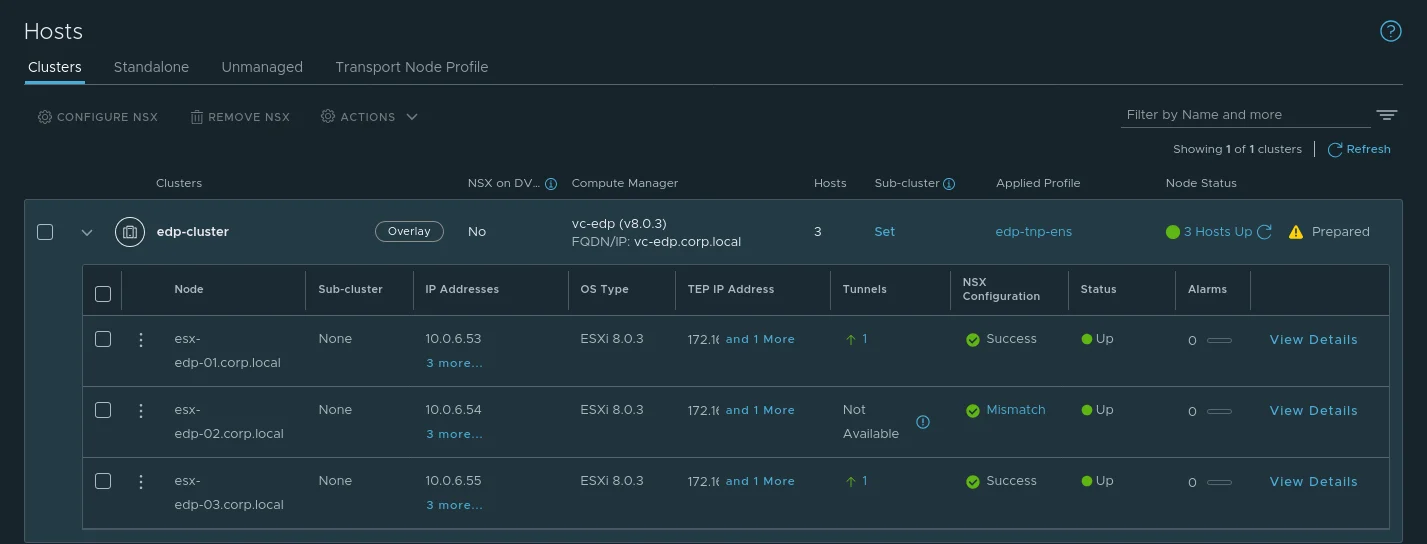 Hosts
Clusters Standalone Unmanaged Transport Node Profile
CONFIGURE NSX REMOVE NSX ACTIONS Filter by Name and more
Showing 1 of 1 clusters Refresh
Clusters NSX on DV... Compute Manager Hosts Sub-cluster Applied Profile Node Status
edp-cluster Overlay No vc-edp (v8.0.3) 3 Set edp-tnp-ens 3 Hosts Up Prepared
FQDN/IP: vc-edp.corp.local
Node Sub-cluster IP Addresses OS Type TEP IP Address Tunnels NSX Configuration Status Alarms
esx- None 10.0.6.53 ESXi 8.0.3 and 1 More 1 Success Up 0 View Details
edp-01.corp.local 3 more...
esx- None 10.0.6.54 ESXi 8.0.3 and 1 More Not Mismatch Up 0 View Details
edp-02.corp.local 3 more... Available
esx- None 10.0.6.55 ESXi 8.0.3 and 1 More 1 Success Up 0 View Details
edp-03.corp.local 3 more...